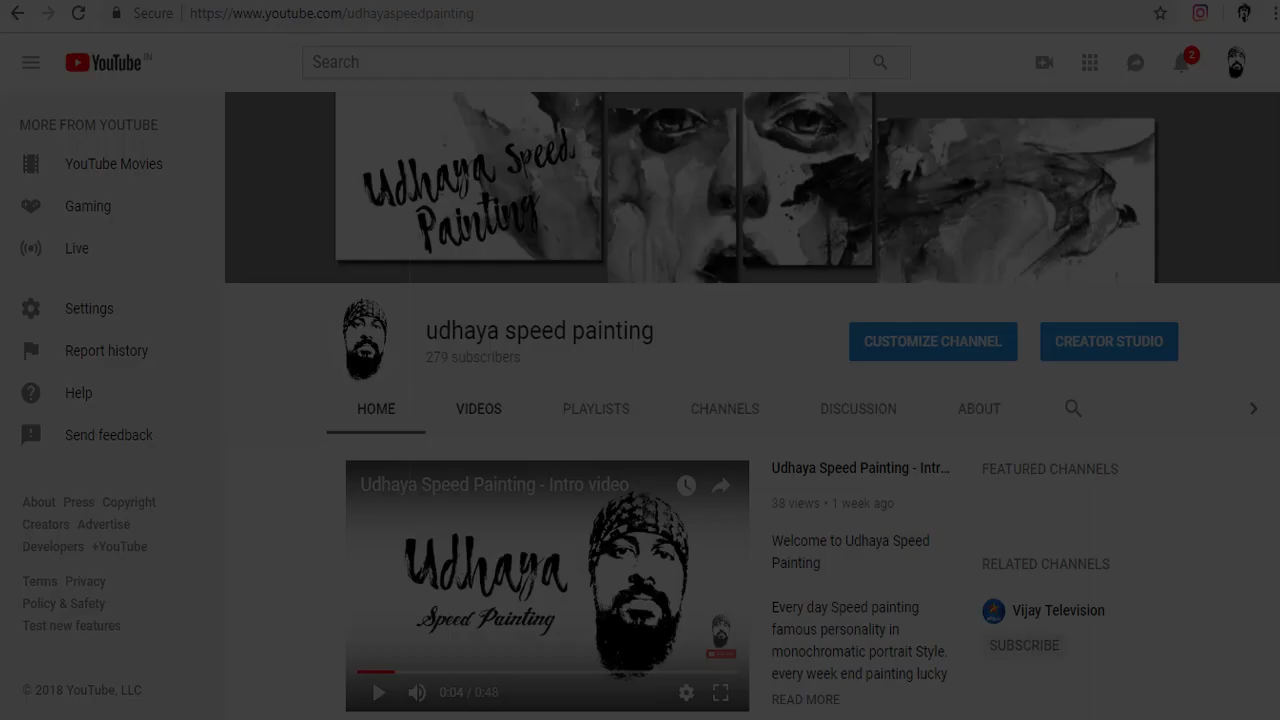 Secure https://www.youtube.com/udhayaspeedpainting
YouTube IN
Search
2
MORE FROM YOUTUBE
YouTube Movies
Gaming
Live
Settings
Report history
Help
Send feedback
About Press Copyright
Creators Advertise
Developers +YouTube
Terms Privacy
Policy & Safety
Test new features
© 2018 YouTube, LLC
Udhaya Speed
Painting
udhaya speed painting
279 subscribers
CUSTOMIZE CHANNEL
CREATOR STUDIO
HOME VIDEOS PLAYLISTS CHANNELS DISCUSSION ABOUT
Udhaya Speed Painting - Intro video
Udhaya
Speed Painting
0:04 / 0:48
Udhaya Speed Painting - Intr...
38 views • 1 week ago
Welcome to Udhaya Speed
Painting
Every day Speed painting
famous personality in
monochromatic portrait Style.
every week end painting lucky
READ MORE
FEATURED CHANNELS
RELATED CHANNELS
Vijay Television
SUBSCRIBE